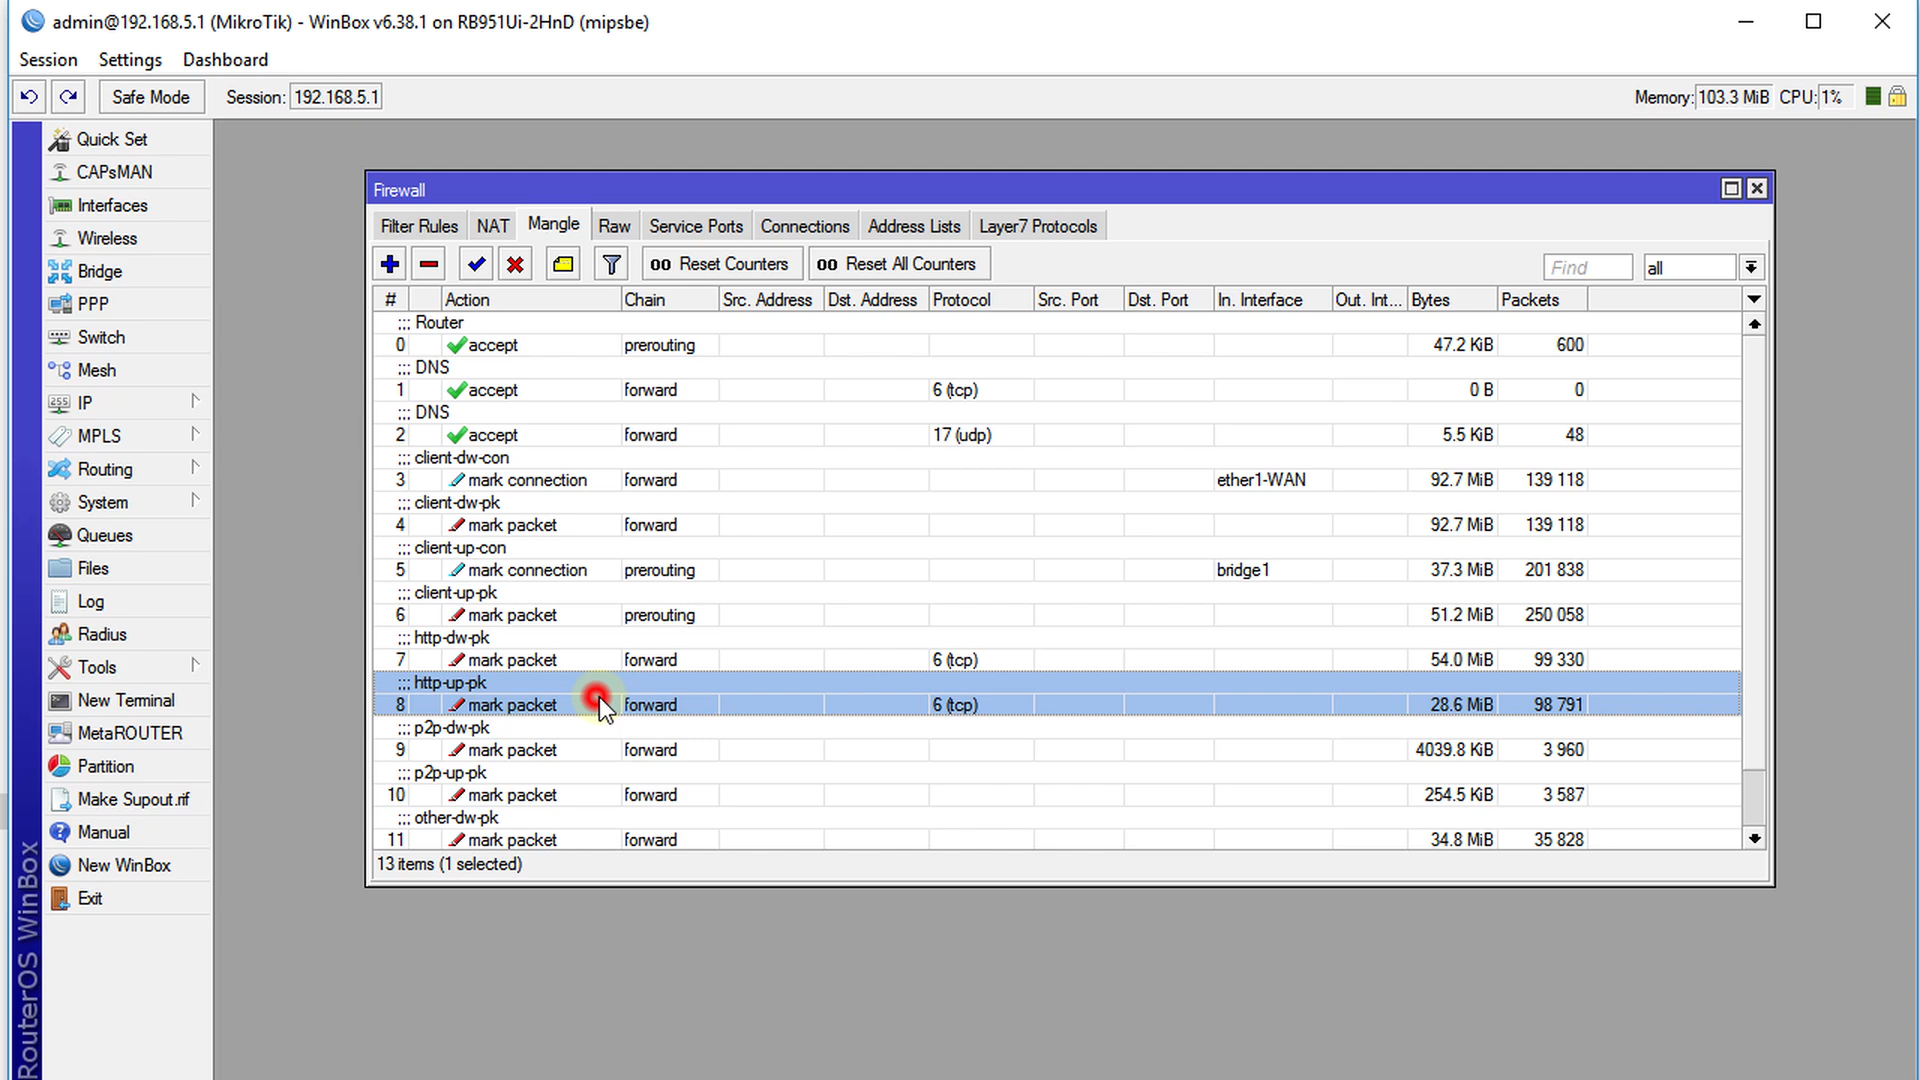 admin@192.168.5.1 (MikroTik) - WinBox v6.38.1 on RB951Ui-2HnD (mipsbe)
Session Settings Dashboard
Safe Mode Session: 192.168.5.1 Memory: 103.3 MiB CPU: 1%
Quick Set
CAPsMAN
Interfaces
Wireless
Bridge
PPP
Switch
Mesh
255 IP
MPLS
Routing
System
Queues
Files
Log
Radius
Tools
New Terminal
MetaROUTER
Partition
Make Supout.rif
Manual
New WinBox
Exit
RouterOS WinBox
Firewall
Filter Rules NAT Mangle Raw Service Ports Connections Address Lists Layer7 Protocols
00 Reset Counters 00 Reset All Counters Find all
# Action Chain Src. Address Dst. Address Protocol Src. Port Dst. Port In. Interface Out. Int... Bytes Packets
;;; Router
0 accept prerouting 47.2 KiB 600
;;; DNS
1 accept forward 6 (tcp) 0 B 0
;;; DNS
2 accept forward 17 (udp) 5.5 KiB 48
;;; client-dw-con
3 mark connection forward ether1-WAN 92.7 MiB 139 118
;;; client-dw-pk
4 mark packet forward 92.7 MiB 139 118
;;; client-up-con
5 mark connection prerouting bridge1 37.3 MiB 201 838
;;; client-up-pk
6 mark packet prerouting 51.2 MiB 250 058
;;; http-dw-pk
7 mark packet forward 6 (tcp) 54.0 MiB 99 330
;;; http-up-pk
8 mark packet forward 6 (tcp) 28.6 MiB 98 791
;;; p2p-dw-pk
9 mark packet forward 4039.8 KiB 3 960
;;; p2p-up-pk
10 mark packet forward 254.5 KiB 3 587
;;; other-dw-pk
11 mark packet forward 34.8 MiB 35 828
13 items (1 selected)